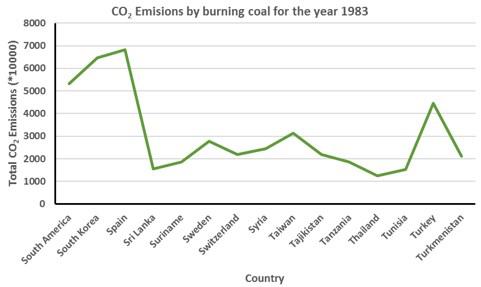 CO₂ Emisions by burning coal for the year 1983
Total CO₂ Emissions (*10000)
8000
7000
6000
5000
4000
3000
2000
1000
0
South America
South Korea
Spain
Sri Lanka
Suriname
Sweden
Switzerland
Syria
Taiwan
Tajikistan
Tanzania
Thailand
Tunisia
Turkey
Turkmenistan
Country